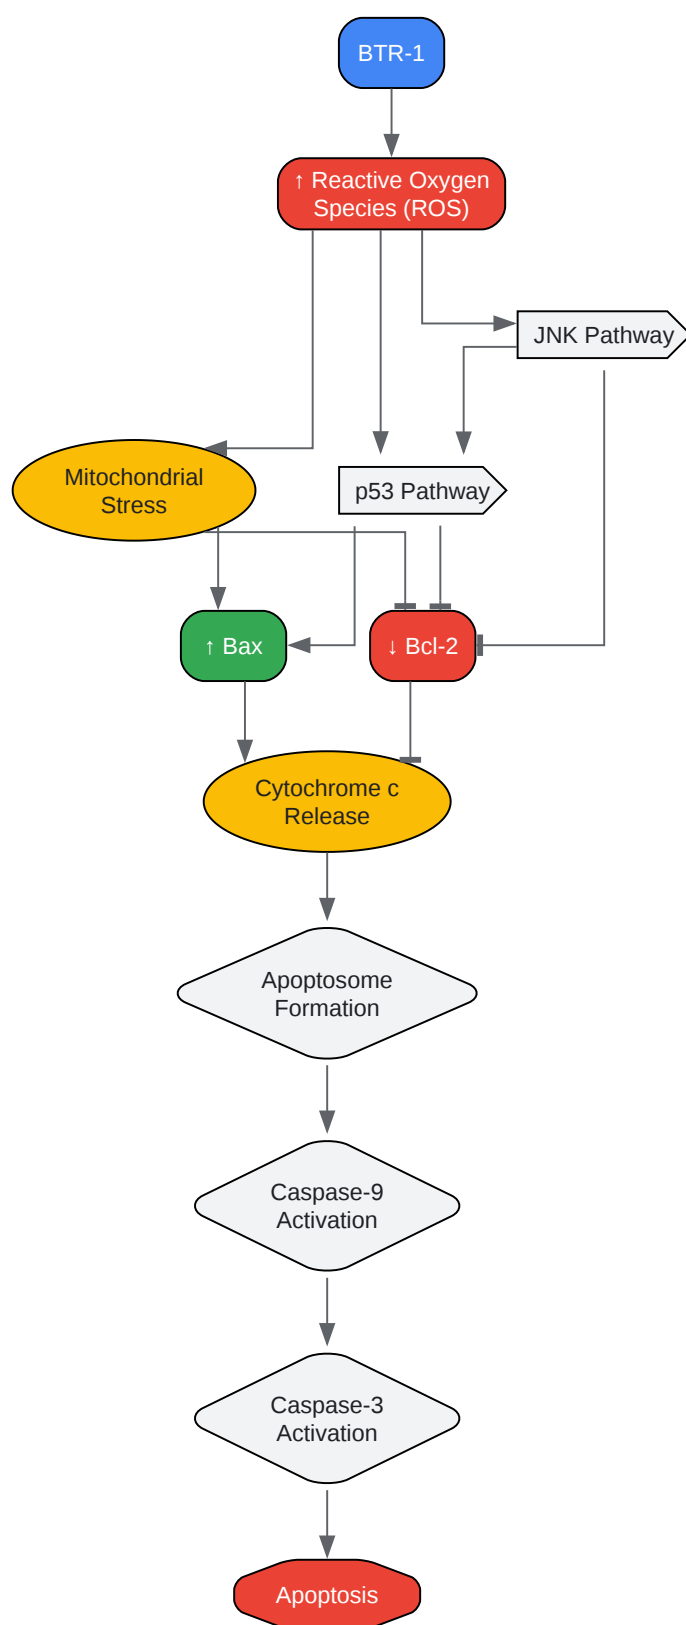 BTR-1
↑ Reactive Oxygen
Species (ROS)
JNK Pathway
Mitochondrial
Stress
p53 Pathway
↑ Bax
↓ Bcl-2
Cytochrome c
Release
Apoptosome
Formation
Caspase-9
Activation
Caspase-3
Activation
Apoptosis